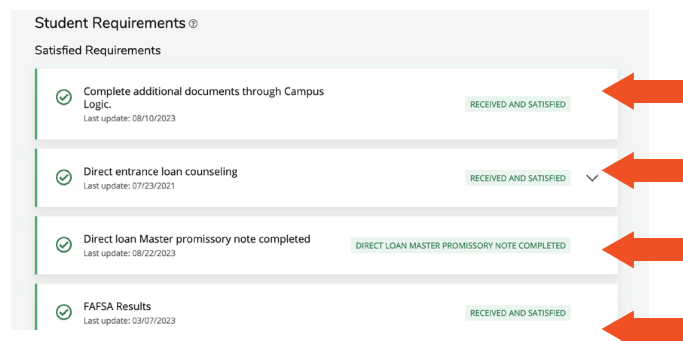 Student Requirements
Satisfied Requirements
Complete additional documents through Campus
Logic.
Last update: 08/10/2023
RECEIVED AND SATISFIED
Direct entrance loan counseling
Last update: 07/23/2021
RECEIVED AND SATISFIED
Direct loan Master promissory note completed
Last update: 08/22/2023
DIRECT LOAN MASTER PROMISSORY NOTE COMPLETED
FAFSA Results
Last update: 03/07/2023
RECEIVED AND SATISFIED